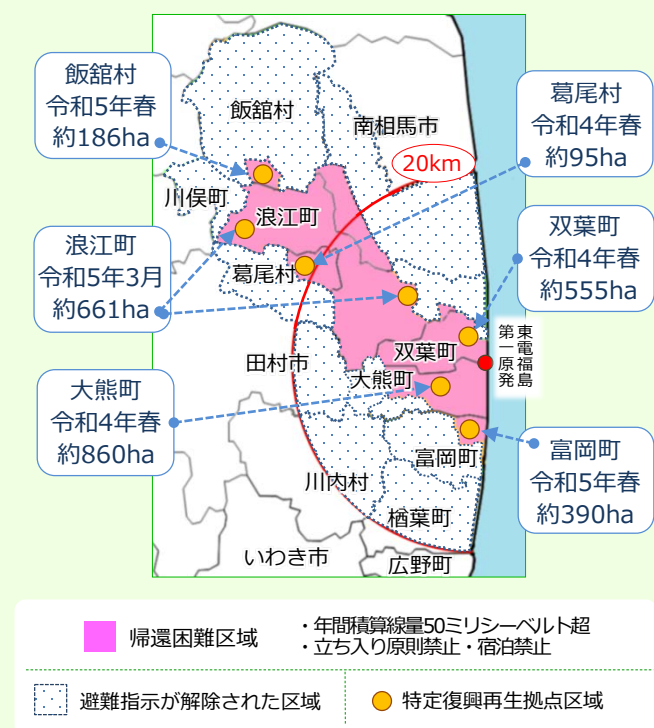 飯舘村
令和5年春
約186ha
葛尾村
令和4年春
約95ha
飯舘村
南相馬市
20km
川俣町
浪江町
浪江町
令和5年3月
約661ha
葛尾村
双葉町
令和4年春
約555ha
田村市
双葉町
大熊町
東電福島
第一原発
大熊町
令和4年春
約860ha
富岡町
富岡町
令和5年春
約390ha
川内村
楢葉町
いわき市
広野町
帰還困難区域
・年間積算線量50ミリシーベルト超
・立ち入り原則禁止・宿泊禁止
避難指示が解除された区域
特定復興再生拠点区域